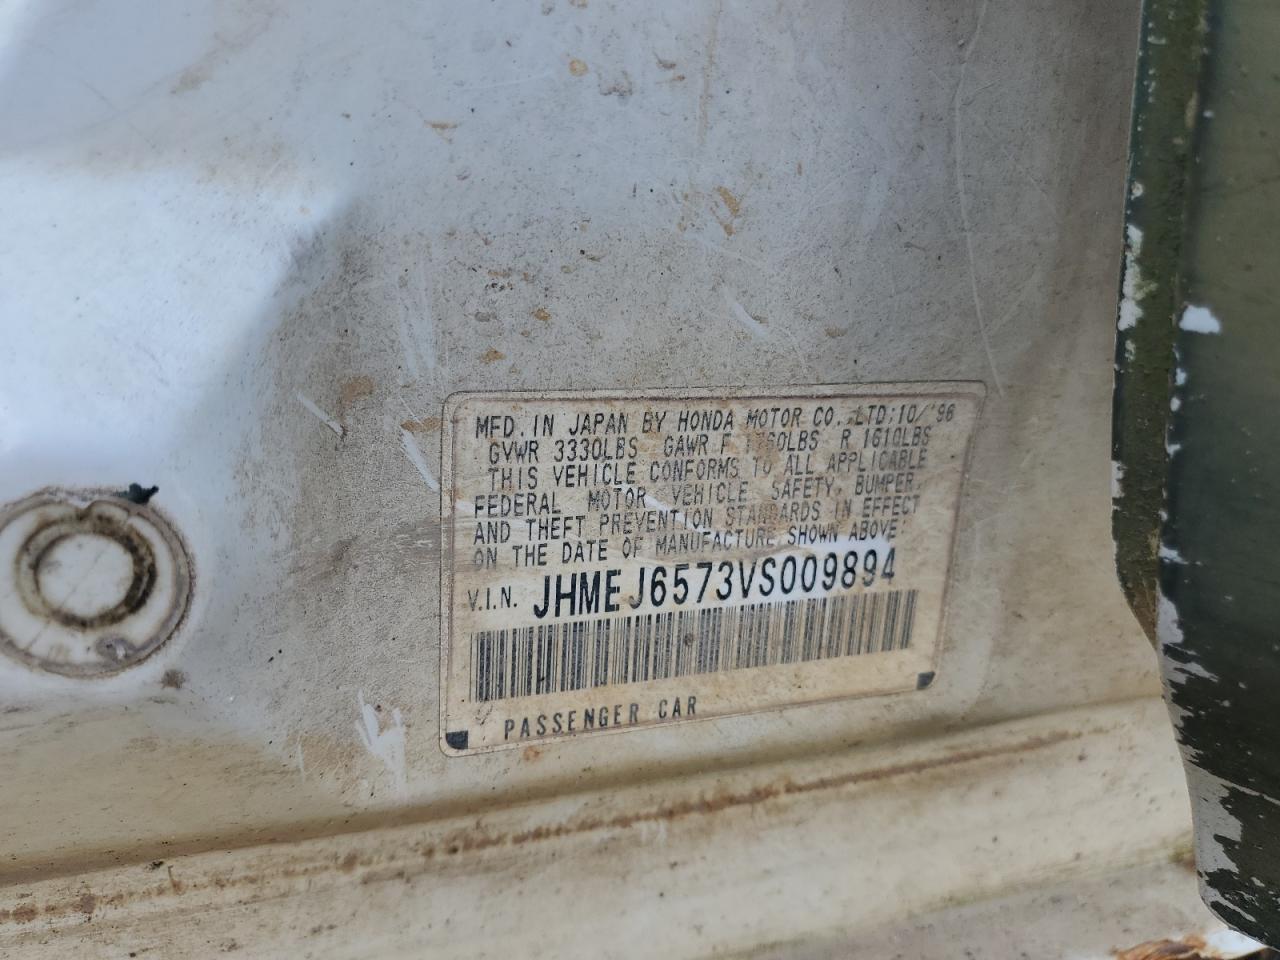 MFD. IN JAPAN BY HONDA MOTOR CO.,LTD;10/'96
GVWR 3330LBS GAWR F 1760LBS R 1610LBS
THIS VEHICLE CONFORMS TO ALL APPLICABLE
FEDERAL MOTOR VEHICLE SAFETY, BUMPER,
AND THEFT PREVENTION STANDARDS IN EFFECT
ON THE DATE OF MANUFACTURE SHOWN ABOVE:
V.I.N. JHMEJ6573VS009894
PASSENGER CAR